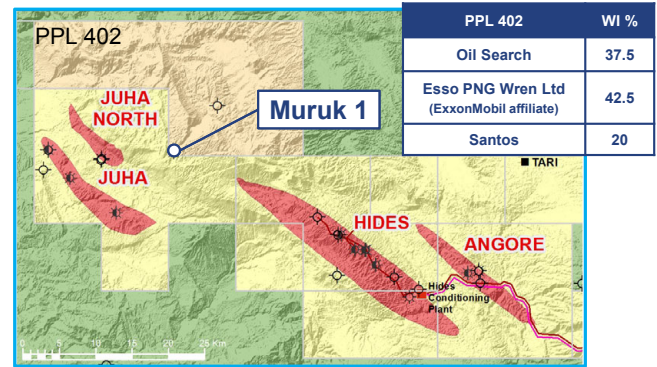 PPL 402
PPL 402 WI %
Oil Search 37.5
Esso PNG Wren Ltd
(ExxonMobil affiliate)
42.5
Santos 20
JUHA
NORTH
Muruk 1
JUHA
TARI
HIDES
ANGORE
Hides
Conditioning
Plant
0 5 10 15 20 25 Km